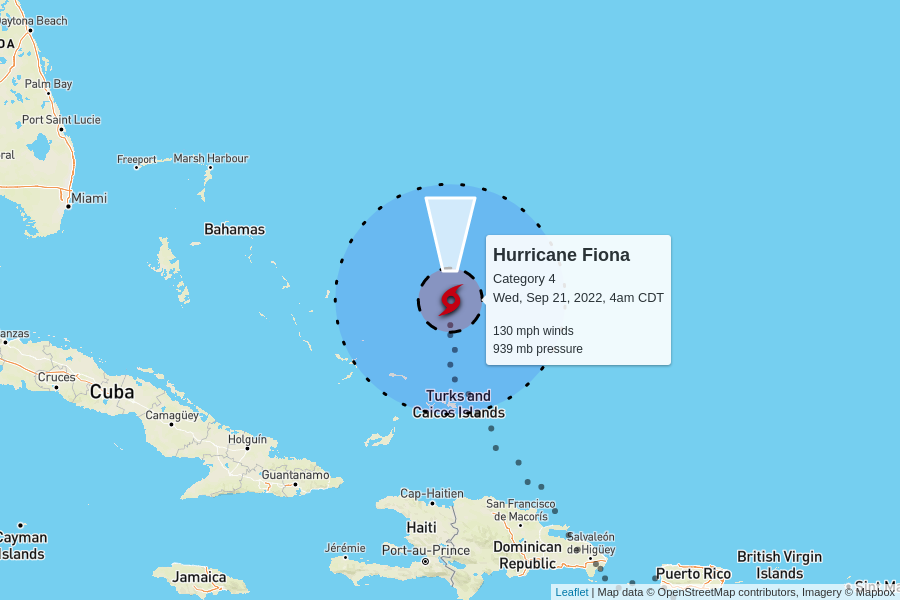 Daytona Beach
DA
Palm Bay
Port Saint Lucie
ral
Freeport
Marsh Harbour
Miami
Bahamas
Hurricane Fiona
Category 4
Wed, Sep 21, 2022, 4am CDT
130 mph winds
939 mb pressure
anzas
Cruces
Cuba
Camagüey
Holguín
Guantanamo
Turks and
Caicos Islands
Cap-Haitien
San Francisco
de Macorís
Haiti
Salvaleón
de Higüey
Cayman
Islands
Jérémie
Port-au-Prince
Dominican
Republic
British Virgin
Islands
Jamaica
Puerto Rico
Sint M
Leaflet | Map data © OpenStreetMap contributors, Imagery © Mapbox